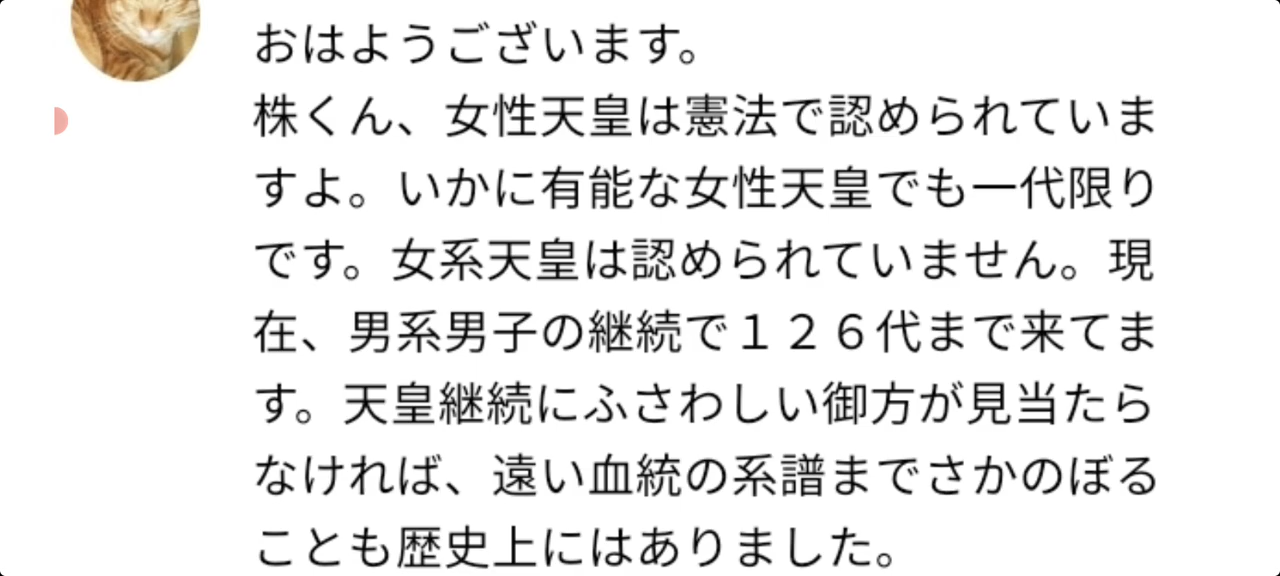 おはようございます。
株くん、女性天皇は憲法で認められていま
すよ。いかに有能な女性天皇でも一代限り
です。女系天皇は認められていません。現
在、男系男子の継続で１２６代まで来てま
す。天皇継続にふさわしい御方が見当たら
なければ、遠い血統の系譜までさかのぼる
ことも歴史上にはありました。